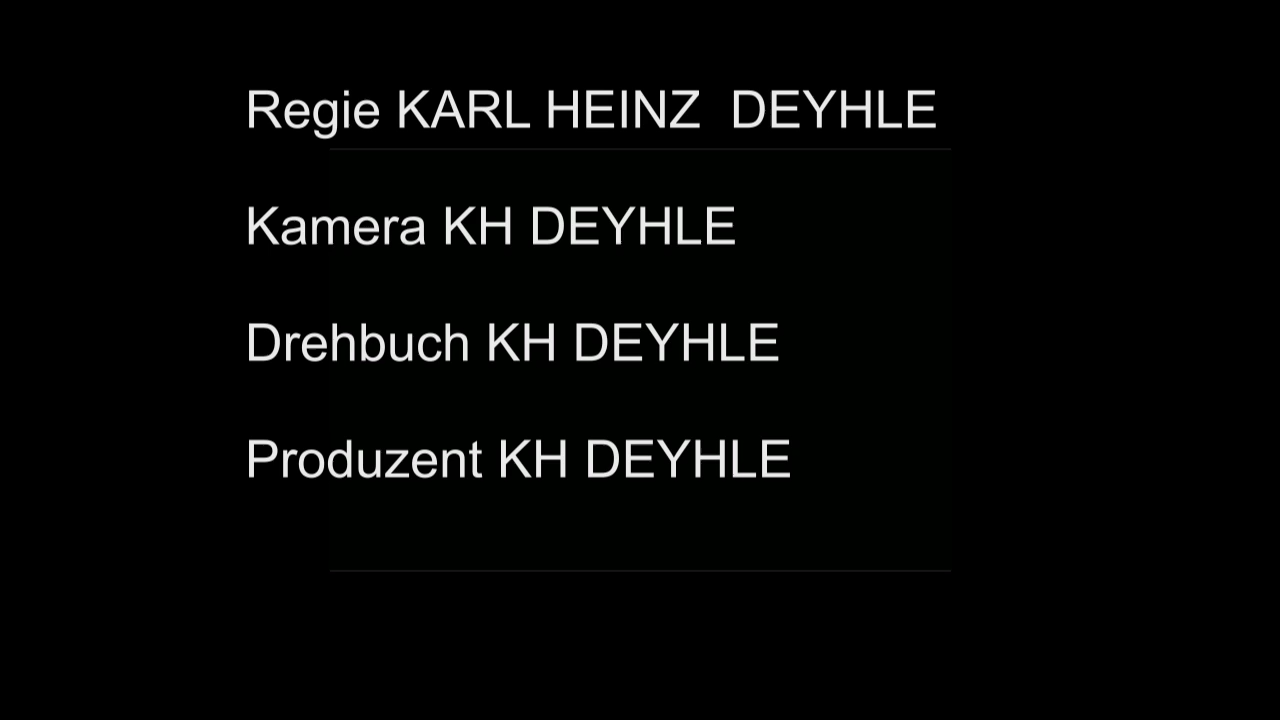 Regie KARL HEINZ  DEYHLE
Kamera KH DEYHLE
Drehbuch KH DEYHLE
Produzent KH DEYHLE